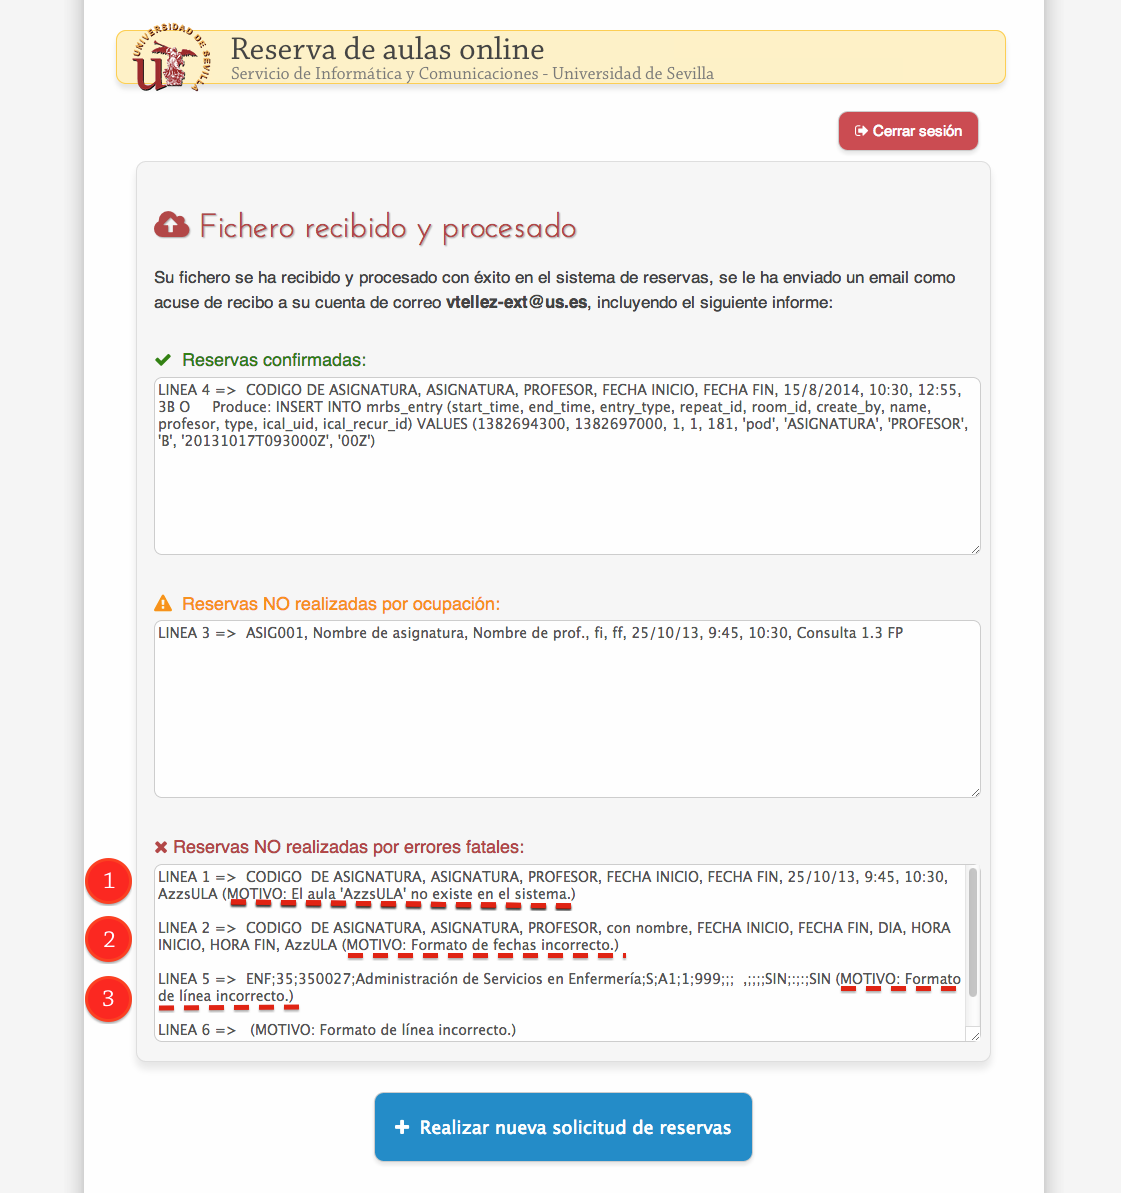 UNIVERSIDAD DE SEVILLA
Reserva de aulas online
Servicio de Informática y Comunicaciones - Universidad de Sevilla
Cerrar sesión
Fichero recibido y procesado
Su fichero se ha recibido y procesado con éxito en el sistema de reservas, se le ha enviado un email como
acuse de recibo a su cuenta de correo vtellez-ext@us.es, incluyendo el siguiente informe:
Reservas confirmadas:
LINEA 4 => CODIGO DE ASIGNATURA, ASIGNATURA, PROFESOR, FECHA INICIO, FECHA FIN, 15/8/2014, 10:30, 12:55,
3B O Produce: INSERT INTO mrbs_entry (start_time, end_time, entry_type, repeat_id, room_id, create_by, name,
profesor, type, ical_uid, ical_recur_id) VALUES (1382694300, 1382697000, 1, 1, 181, 'pod', 'ASIGNATURA', 'PROFESOR',
'B', '20131017T093000Z', '00Z')
Reservas NO realizadas por ocupación:
LINEA 3 => ASIG001, Nombre de asignatura, Nombre de prof., fi, ff, 25/10/13, 9:45, 10:30, Consulta 1.3 FP
Reservas NO realizadas por errores fatales:
1
LINEA 1 => CODIGO DE ASIGNATURA, ASIGNATURA, PROFESOR, FECHA INICIO, FECHA FIN, 25/10/13, 9:45, 10:30,
AzzsULA (MOTIVO: El aula 'AzzsULA' no existe en el sistema.)
2
LINEA 2 => CODIGO DE ASIGNATURA, ASIGNATURA, PROFESOR, con nombre, FECHA INICIO, FECHA FIN, DIA, HORA
INICIO, HORA FIN, AzzULA (MOTIVO: Formato de fechas incorrecto.)
3
LINEA 5 => ENF;35;350027;Administración de Servicios en Enfermería;S;A1;1;999;;; ,;;;;SIN;:;:;SIN (MOTIVO: Formato
de línea incorrecto.)
LINEA 6 => (MOTIVO: Formato de línea incorrecto.)
+ Realizar nueva solicitud de reservas